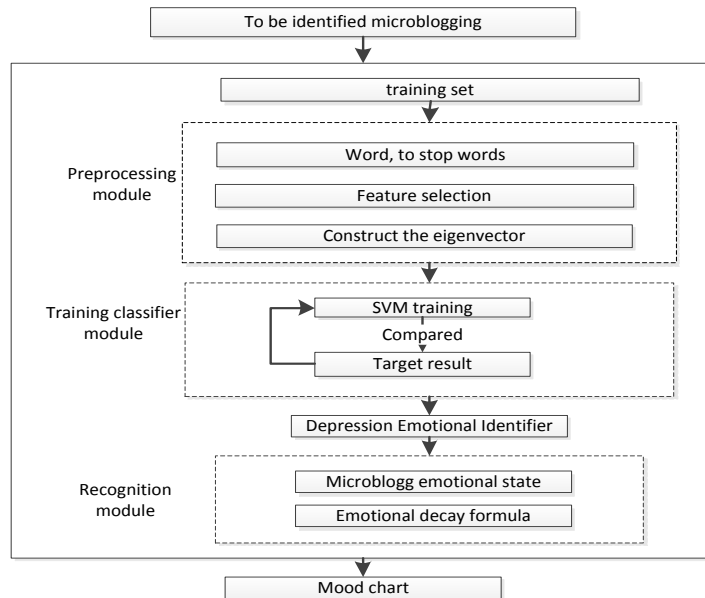 To be identified microblogging
training set
Preprocessing
module
Word, to stop words
Feature selection
Construct the eigenvector
Training classifier
module
SVM training
Compared
Target result
Depression Emotional Identifier
Recognition
module
Microblogg emotional state
Emotional decay formula
Mood chart